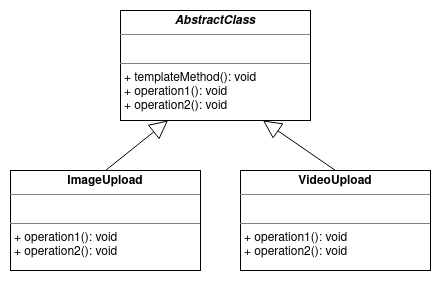 AbstractClass
+ templateMethod(): void
+ operation1(): void
+ operation2(): void
ImageUpload
+ operation1(): void
+ operation2(): void
VideoUpload
+ operation1(): void
+ operation2(): void